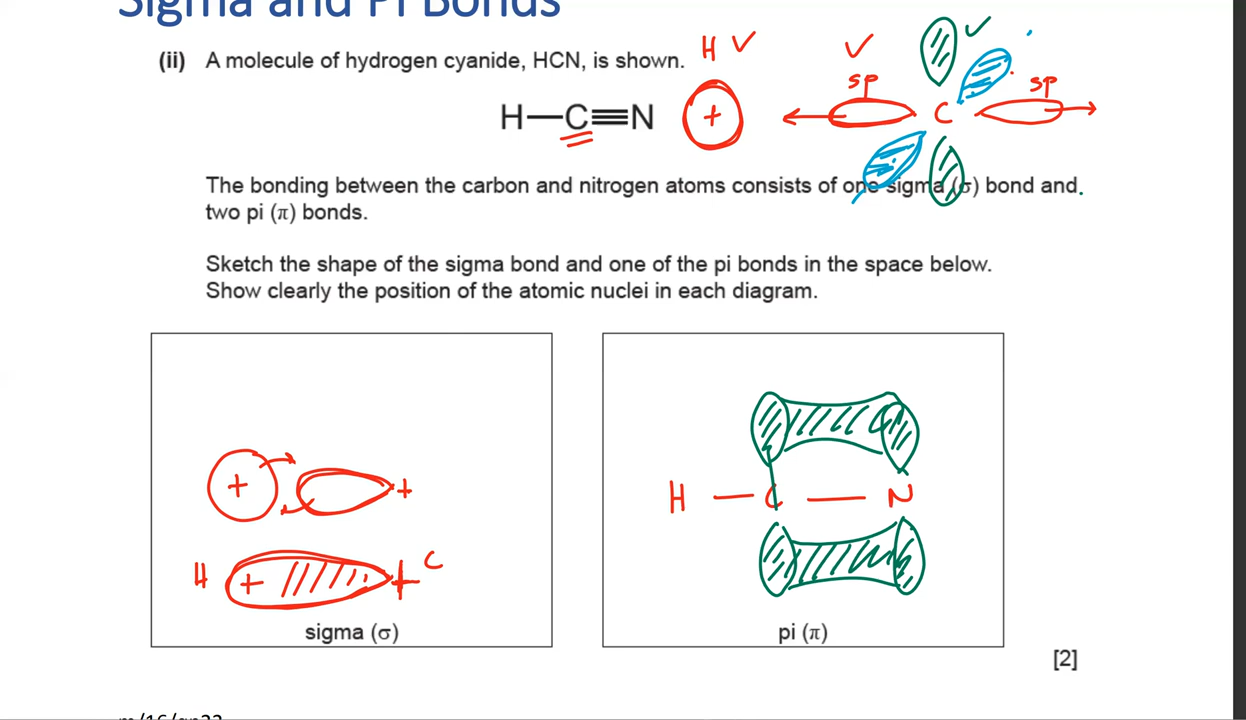 Sigma and Pi Bonds
(ii) A molecule of hydrogen cyanide, HCN, is shown.
H ✓
✓
✓
sp
sp
H—C≡N
+
C
The bonding between the carbon and nitrogen atoms consists of one sigma (σ) bond and
two pi (π) bonds.
Sketch the shape of the sigma bond and one of the pi bonds in the space below.
Show clearly the position of the atomic nuclei in each diagram.
+ +
H + + C
sigma (σ)
H — C — N
pi (π)
[2]